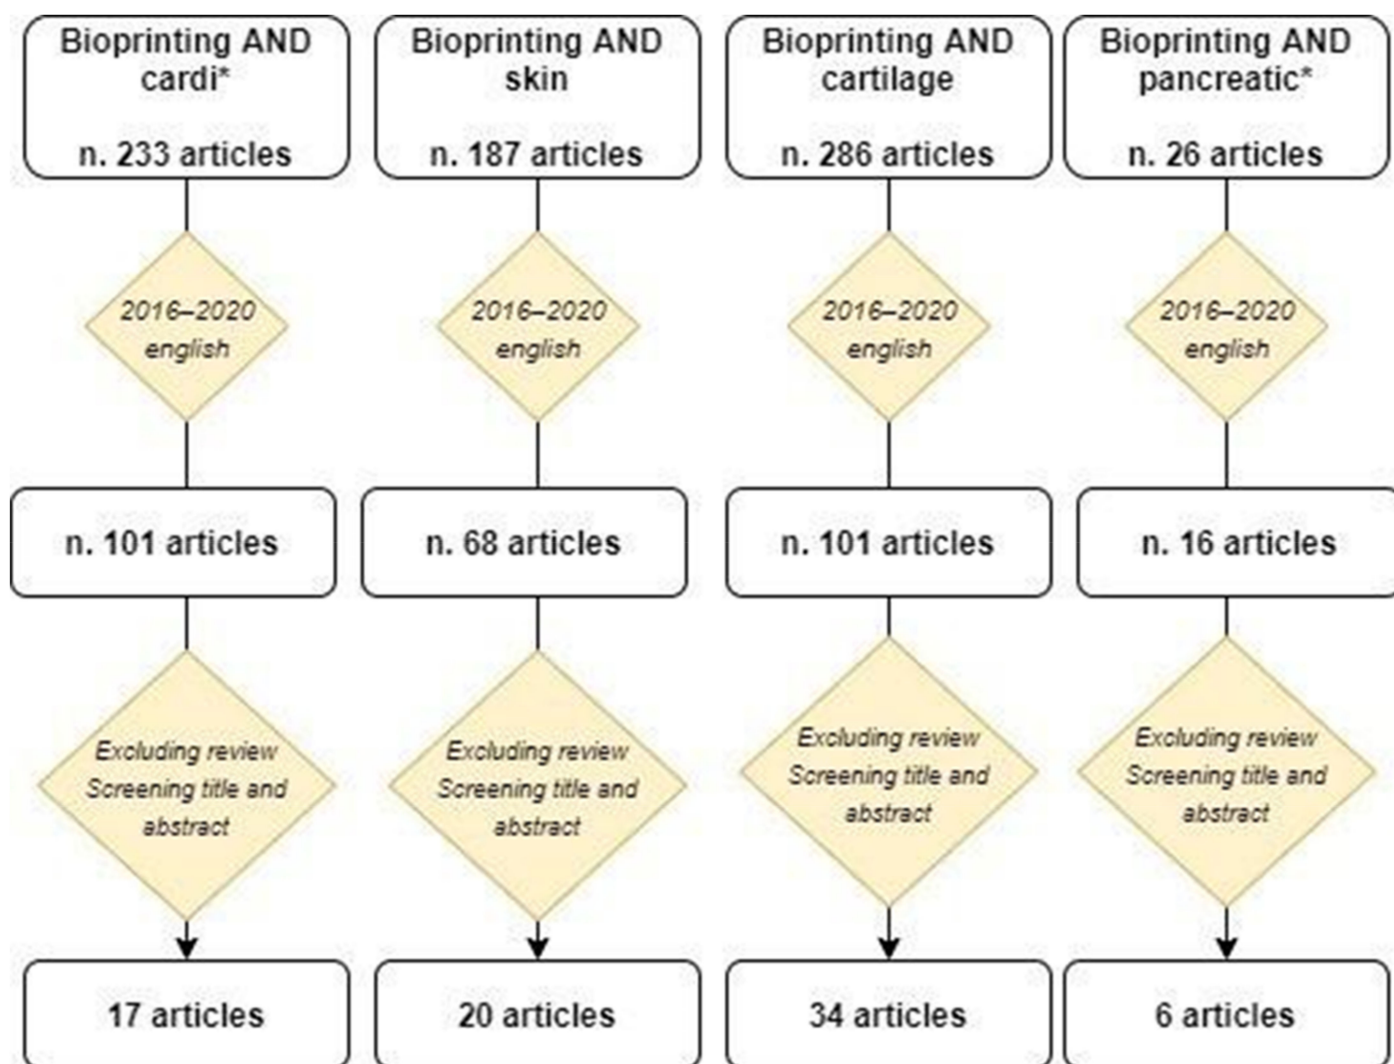 Bioprinting AND
cardi*
n. 233 articles
2016–2020
english
n. 101 articles
Excluding review
Screening title and
abstract
17 articles
Bioprinting AND
skin
n. 187 articles
2016–2020
english
n. 68 articles
Excluding review
Screening title and
abstract
20 articles
Bioprinting AND
cartilage
n. 286 articles
2016–2020
english
n. 101 articles
Excluding review
Screening title and
abstract
34 articles
Bioprinting AND
pancreatic*
n. 26 articles
2016–2020
english
n. 16 articles
Excluding review
Screening title and
abstract
6 articles